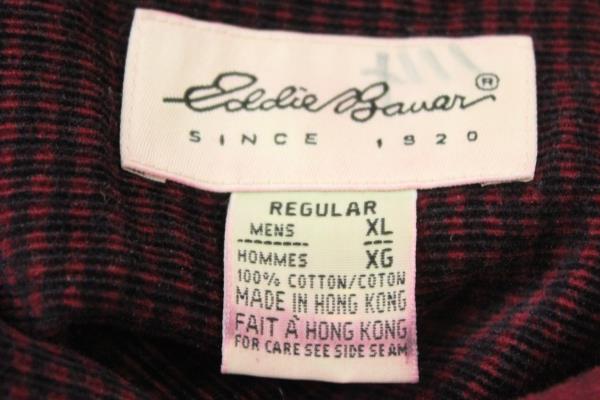 Eddie Bauer®
SINCE 1920
REGULAR
MENS XL
HOMMES XG
100% COTTON/COTON
MADE IN HONG KONG
FAIT À HONG KONG
FOR CARE SEE SIDE SEAM